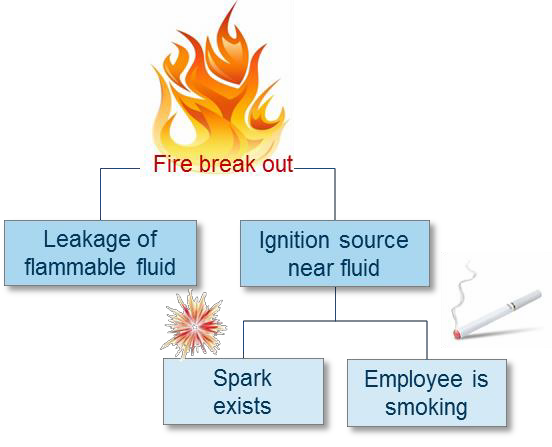 Fire break out
Leakage of
flammable fluid
Ignition source
near fluid
Spark
exists
Employee is
smoking